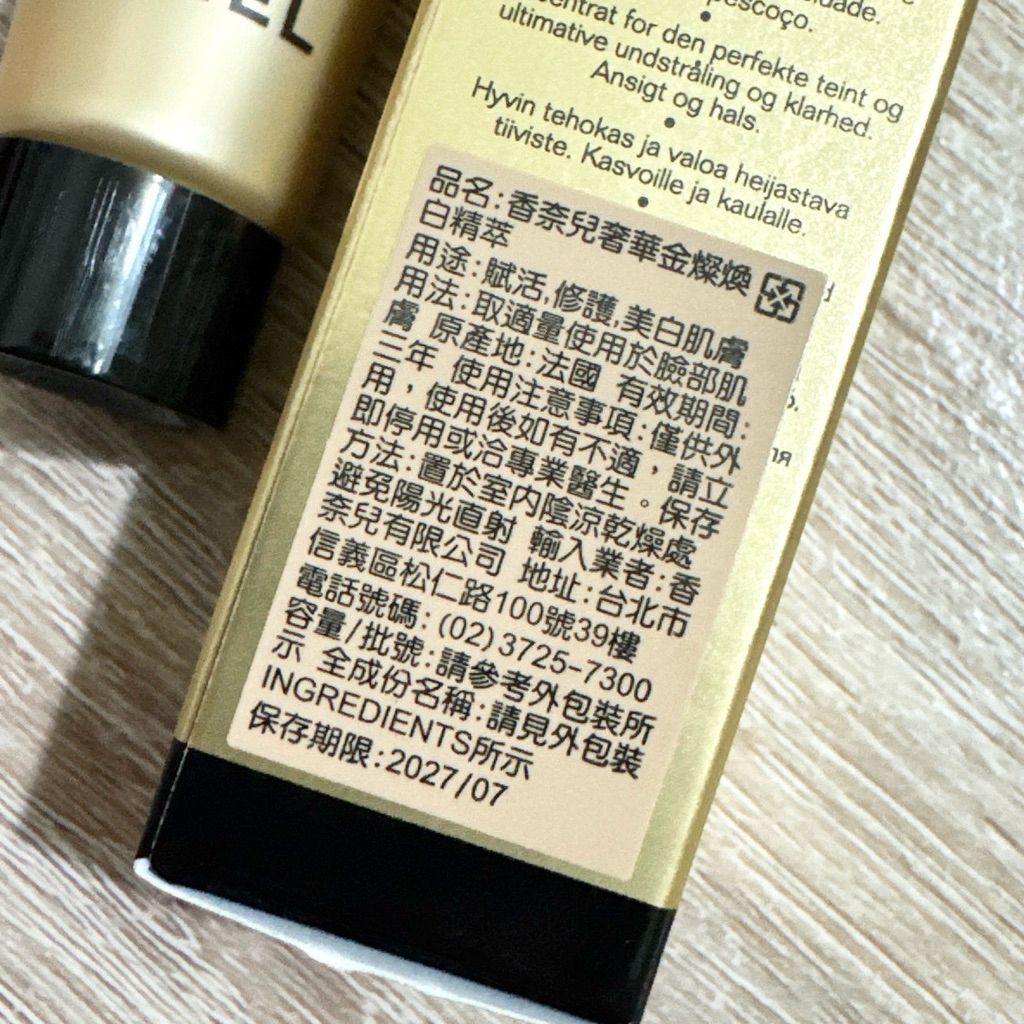 pescoço.
for den perfekte teint og
ultimative undstråling og klarhed.
Ansigt og hals.
•
Hyvin tehokas ja valoa heijastava
tiiviste. Kasvoille ja kaulalle.
•
品名:香奈兒奢華金燦煥
白精萃
用途:賦活,修護,美白肌膚
用法:取適量使用於臉部肌
膚 原產地:法國 有效期間:
三年 使用注意事項:僅供外
用,使用後如有不適,請立
即停用或洽專業醫生。保存
方法:置於室內陰涼乾燥處
避免陽光直射 輸入業者:香
奈兒有限公司 地址:台北市
信義區松仁路100號39樓
電話號碼:(02)3725-7300
容量/批號:請參考外包裝所
示 全成份名稱:請見外包裝
INGREDIENTS所示
保存期限:2027/07